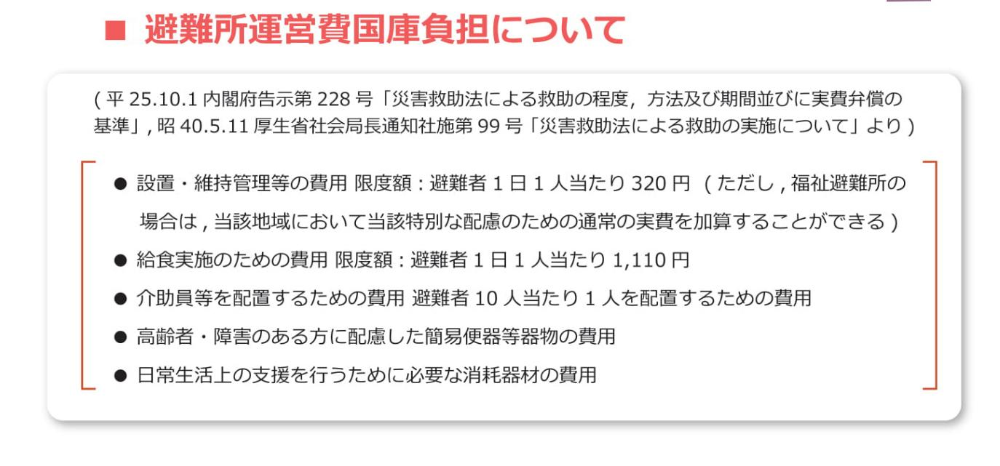 ■ 避難所運営費国庫負担について
( 平 25.10.1 内閣府告示第 228 号「災害救助法による救助の程度，方法及び期間並びに実費弁償の
基準」, 昭 40.5.11 厚生省社会局長通知社施第 99 号「災害救助法による救助の実施について」より )
● 設置・維持管理等の費用 限度額：避難者 1 日 1 人当たり 320 円 ( ただし , 福祉避難所の
場合は , 当該地域において当該特別な配慮のための通常の実費を加算することができる )
● 給食実施のための費用 限度額：避難者 1 日 1 人当たり 1,110 円
● 介助員等を配置するための費用 避難者 10 人当たり 1 人を配置するための費用
● 高齢者・障害のある方に配慮した簡易便器等器物の費用
● 日常生活上の支援を行うために必要な消耗器材の費用